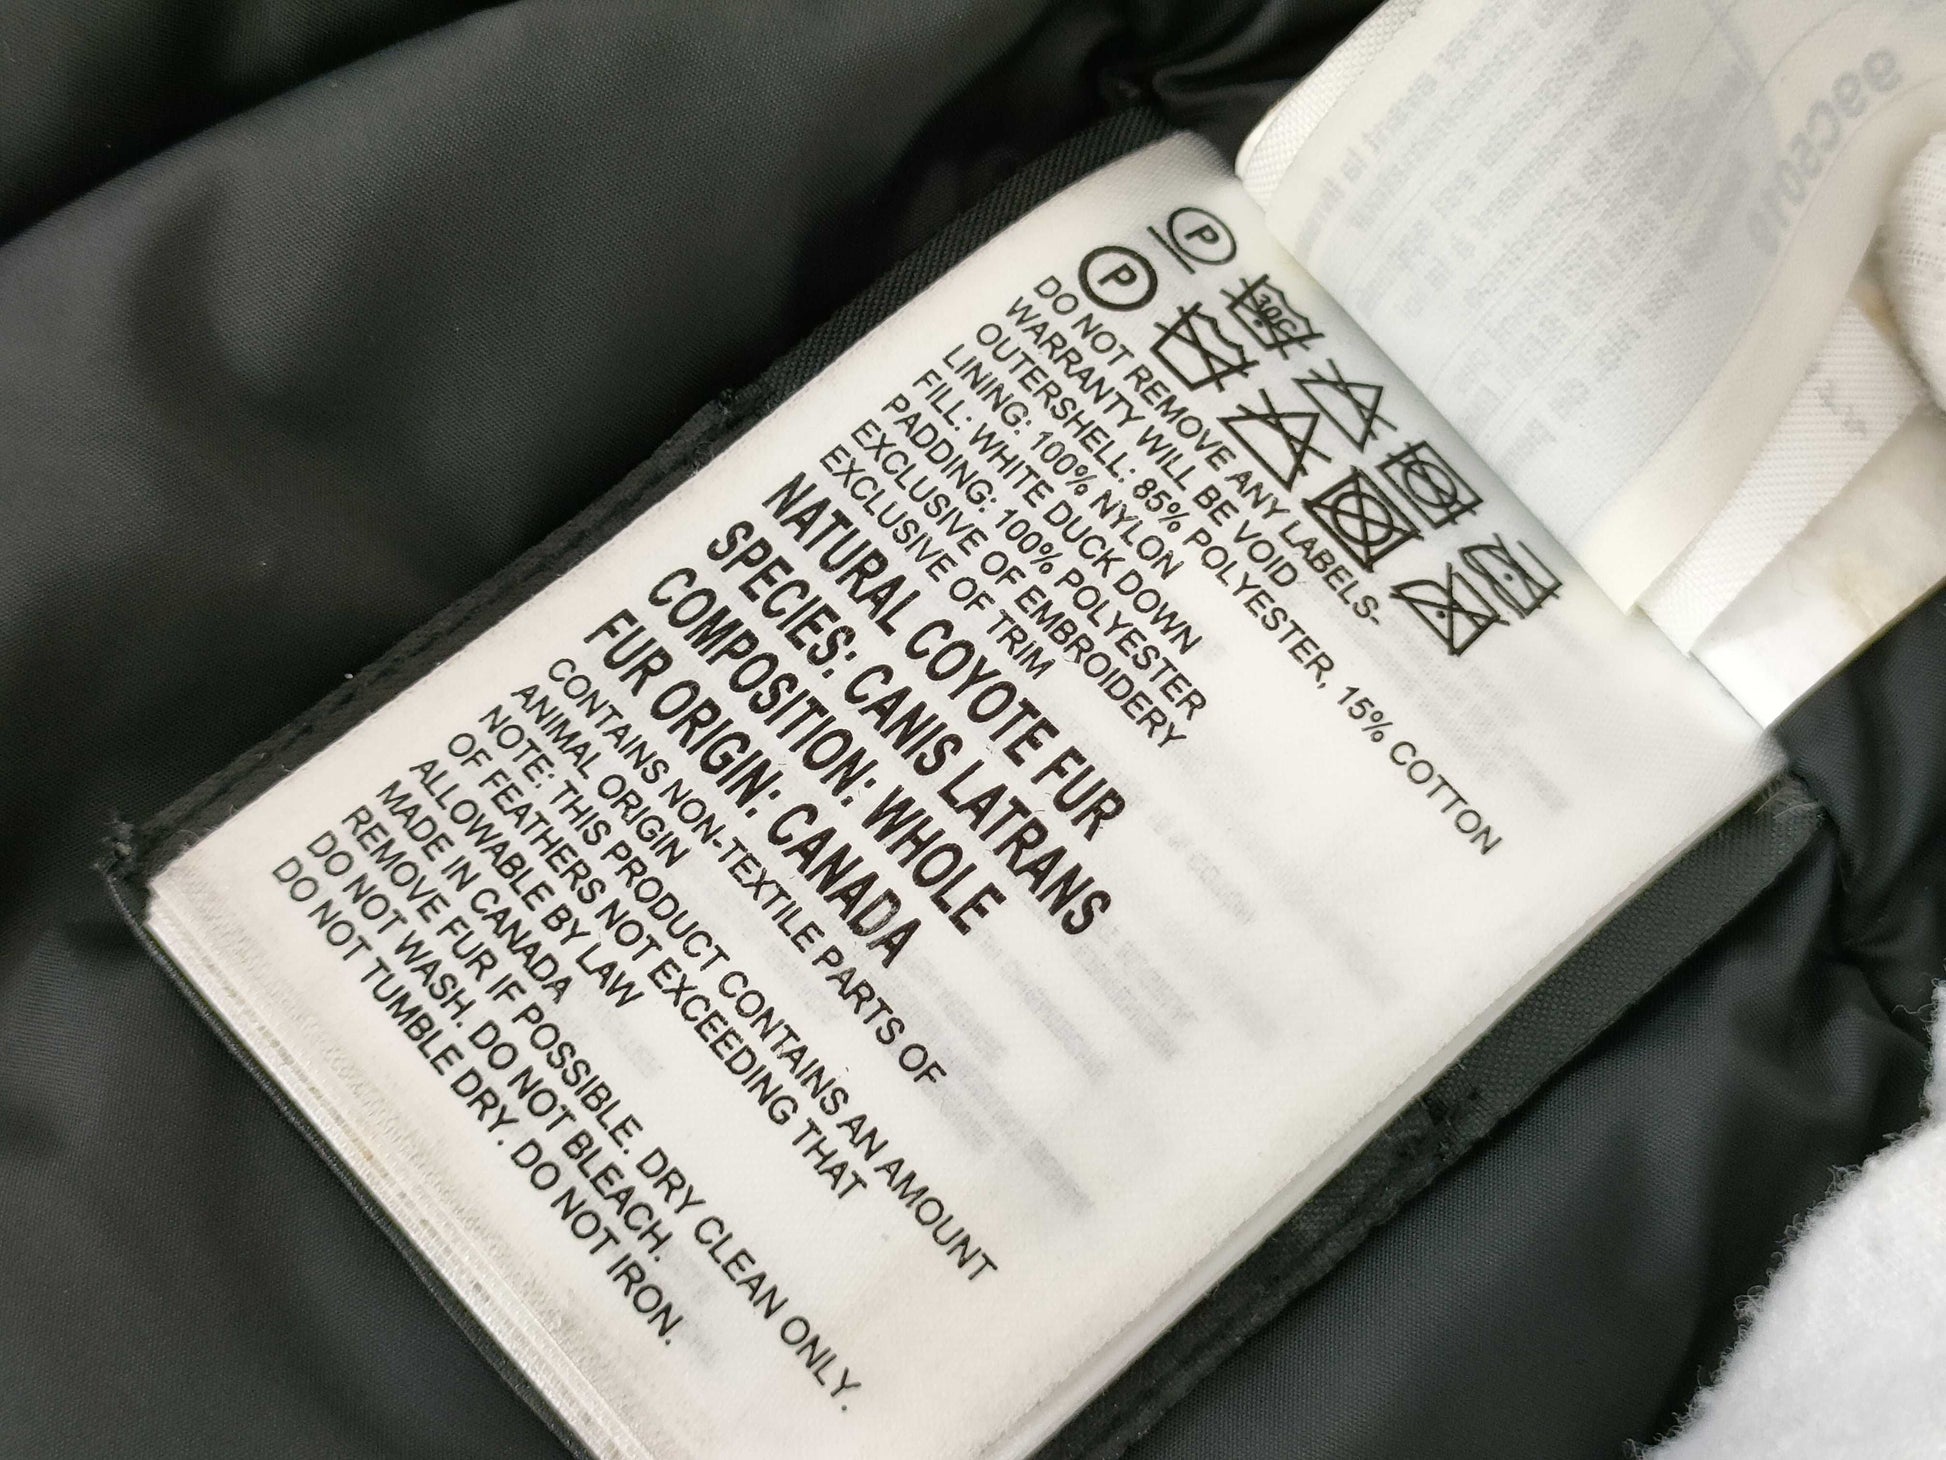 P
P
30C
DO NOT REMOVE ANY LABELS-
WARRANTY WILL BE VOID
OUTERSHELL: 85% POLYESTER, 15% COTTON
LINING: 100% NYLON
FILL: WHITE DUCK DOWN
PADDING: 100% POLYESTER
EXCLUSIVE OF EMBROIDERY
EXCLUSIVE OF TRIM
NATURAL COYOTE FUR
SPECIES: CANIS LATRANS
COMPOSITION: WHOLE
FUR ORIGIN: CANADA
CONTAINS NON-TEXTILE PARTS OF
ANIMAL ORIGIN
NOTE: THIS PRODUCT CONTAINS AN AMOUNT
OF FEATHERS NOT EXCEEDING THAT
ALLOWABLE BY LAW
MADE IN CANADA
REMOVE FUR IF POSSIBLE. DRY CLEAN ONLY.
DO NOT WASH. DO NOT BLEACH.
DO NOT TUMBLE DRY. DO NOT IRON.